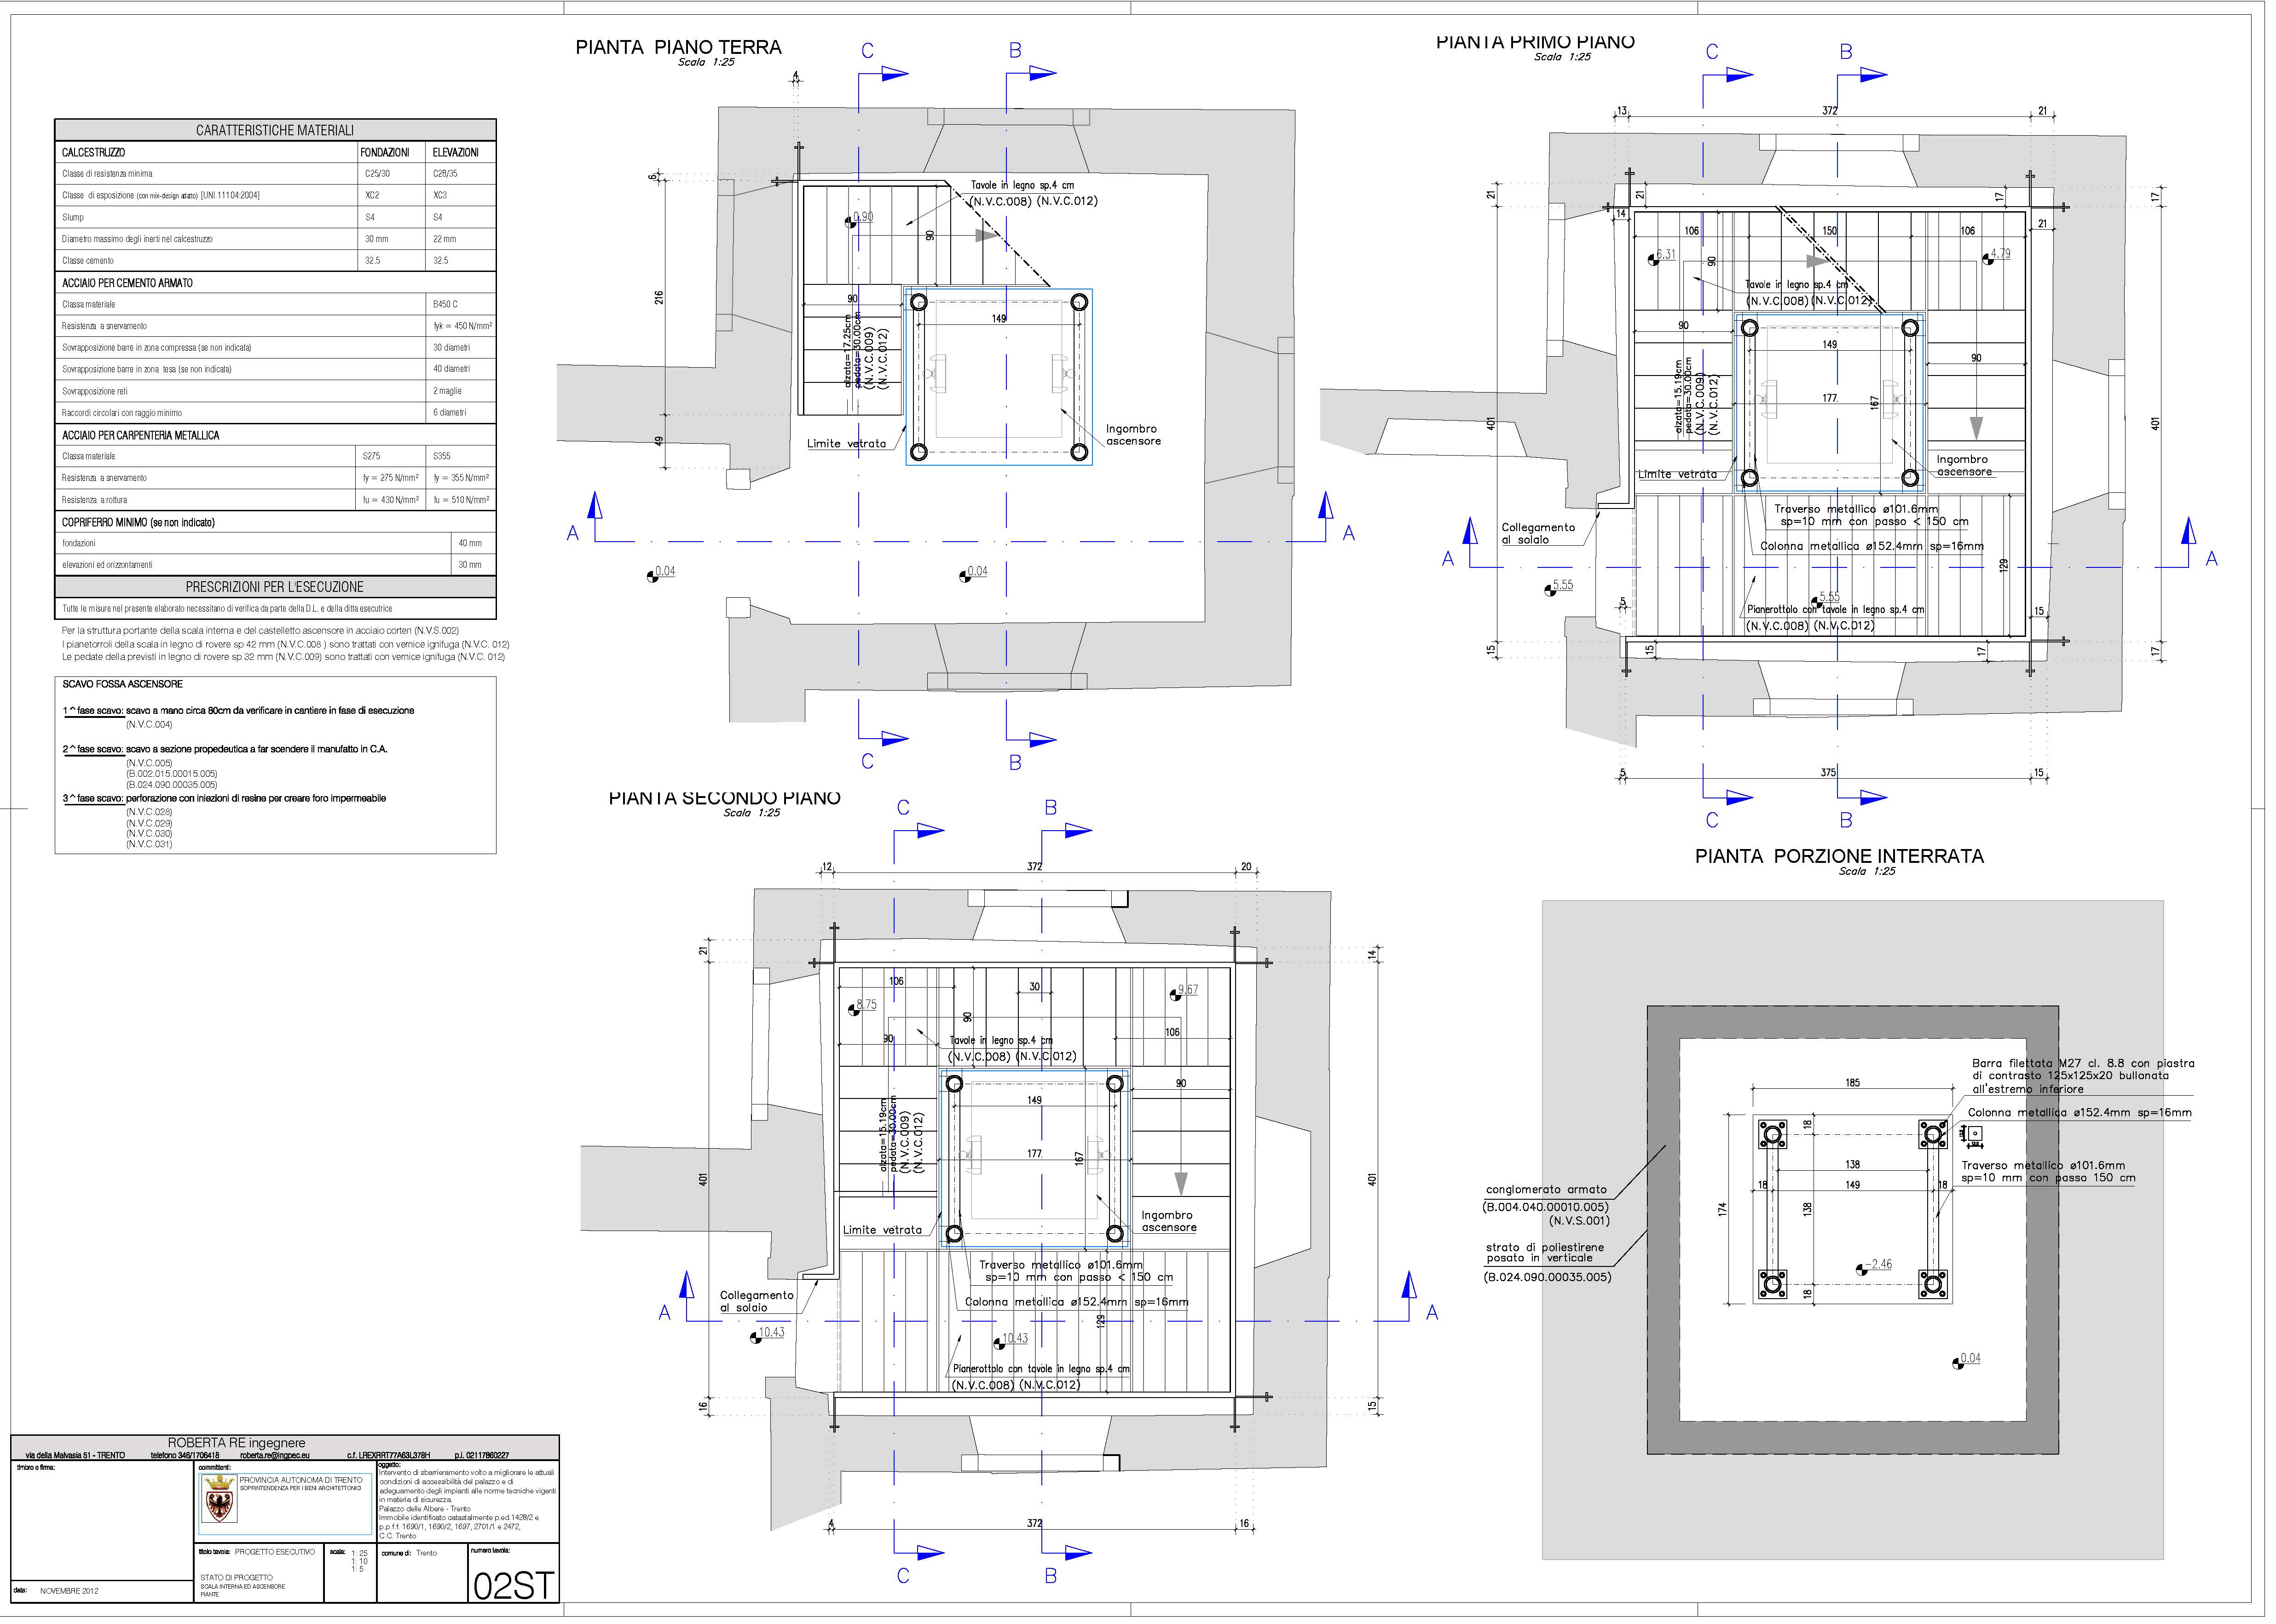 PIANTA PIANO TERRA
Scala 1:25
C
B
4
6
216
49
0.90
90
Tavole in legno sp.4 cm
(N.V.C.008) (N.V.C.012)
90
149
alzata=17.25cm
pedata=30.00cm
(N.V.C.009)
(N.V.C.012)
Limite vetrata
Ingombro
ascensore
A
A
0.04
0.04
C
B
PIANTA PRIMO PIANO
Scala 1:25
C
B
13
372
21
21
21
17
17
14
21
106
150
106
6.31
4.79
90
Tavole in legno sp.4 cm
(N.V.C.008) (N.V.C.012)
90
149
90
177
167
401
401
alzata=15.19cm
pedata=30.00cm
(N.V.C.009)
(N.V.C.012)
Limite vetrata
Ingombro
ascensore
Collegamento
al solaio
Traverso metallico ø101.6mm
sp=10 mm con passo < 150 cm
Colonna metallica ø152.4mm sp=16mm
A
A
129
5.55
5.55
5
Pianerottolo con tavole in legno sp.4 cm
(N.V.C.008) (N.V.C.012)
15
15
15
17
17
5
375
15
C
B
CARATTERISTICHE MATERIALI
CALCESTRUZZO FONDAZIONI ELEVAZIONI
Classe di resistenza minima C25/30 C28/35
Classe di esposizione (con mix-design adatto) [UNI 11104:2004] XC2 XC3
Slump S4 S4
Diametro massimo degli inerti nel calcestruzzo 30 mm 22 mm
Classe cemento 32.5 32.5
ACCIAIO PER CEMENTO ARMATO
Classa materiale B450 C
Resistenza a snervamento fyk = 450 N/mm²
Sovrapposizione barre in zona compressa (se non indicata) 30 diametri
Sovrapposizione barre in zona tesa (se non indicata) 40 diametri
Sovrapposizione reti 2 maglie
Raccordi circolari con raggio minimo 6 diametri
ACCIAIO PER CARPENTERIA METALLICA
Classa materiale S275 S355
Resistenza a snervamento fy = 275 N/mm² fy = 355 N/mm²
Resistenza a rottura fu = 430 N/mm² fu = 510 N/mm²
COPRIFERRO MINIMO (se non indicato)
fondazioni 40 mm
elevazioni ed orizzontamenti 30 mm
PRESCRIZIONI PER L'ESECUZIONE
Tutte le misure nel presente elaborato necessitano di verifica da parte della D.L. e della ditta esecutrice
Per la struttura portante della scala interna e del castelletto ascensore in acciaio corten (N.V.S.002)
I pianetorroli della scala in legno di rovere sp 42 mm (N.V.C.008 ) sono trattati con vernice ignifuga (N.V.C. 012)
Le pedate della previsti in legno di rovere sp 32 mm (N.V.C.009) sono trattati con vernice ignifuga (N.V.C. 012)
SCAVO FOSSA ASCENSORE
1^fase scavo: scavo a mano circa 80cm da verificare in cantiere in fase di esecuzione
(N.V.C.004)
2^fase scavo: scavo a sezione propedeutica a far scendere il manufatto in C.A.
(N.V.C.005)
(B.002.015.00015.005)
(B.024.090.00035.005)
3^fase scavo: perforazione con iniezioni di resine per creare foro impermeabile
(N.V.C.028)
(N.V.C.029)
(N.V.C.030)
(N.V.C.031)
PIANTA SECONDO PIANO
Scala 1:25
C
B
12
372
20
21
14
106
30
8.75
9.67
90
106
90
Tavole in legno sp.4 cm
(N.V.C.008) (N.V.C.012)
90
149
177
167
401
401
alzata=15.19cm
pedata=30.00cm
(N.V.C.009)
(N.V.C.012)
Limite vetrata
Ingombro
ascensore
Traverso metallico ø101.6mm
sp=10 mm con passo < 150 cm
Colonna metallica ø152.4mm sp=16mm
Collegamento
al solaio
A
A
129
10.43
10.43
Pianerottolo con tavole in legno sp.4 cm
(N.V.C.008) (N.V.C.012)
16
15
4
372
16
C
B
PIANTA PORZIONE INTERRATA
Scala 1:25
Barra filettata M27 cl. 8.8 con piastra
di contrasto 125x125x20 bullonata
all'estremo inferiore
Colonna metallica ø152.4mm sp=16mm
Traverso metallico ø101.6mm
sp=10 mm con passo 150 cm
185
18
138
18
149
18
174
138
18
-2.46
0.04
conglomerato armato
(B.004.040.00010.005)
(N.V.S.001)
strato di poliestirene
posato in verticale
(B.024.090.00035.005)
ROBERTA RE ingegnere
via della Malvasia 51 - TRENTO telefono 346/1706418 roberta.re@ingpec.eu c.f. LREXRRT77A63L378H p.i. 02117860227
timbro e firma:
committenti:
PROVINCIA AUTONOMA DI TRENTO
SOPRINTENDENZA PER I BENI ARCHITETTONICI
oggetto:
Intervento di sbarrieramento volto a migliorare le attuali
condizioni di accessibilità del palazzo e di
adeguamento degli impianti alle norme tecniche vigenti
in materia di sicurezza.
Palazzo delle Albere - Trento
Immobile identificato catastalmente p.ed.1428/2 e
p.p.f.f. 1690/1, 1690/2, 1697, 2701/1 e 2472,
C.C. Trento
titolo tavola: PROGETTO ESECUTIVO
STATO DI PROGETTO
SCALA INTERNA ED ASCENSORE
PIANTE
scala: 1: 25
1: 10
1: 5
comune di: Trento
numero tavola:
02ST
data: NOVEMBRE 2012